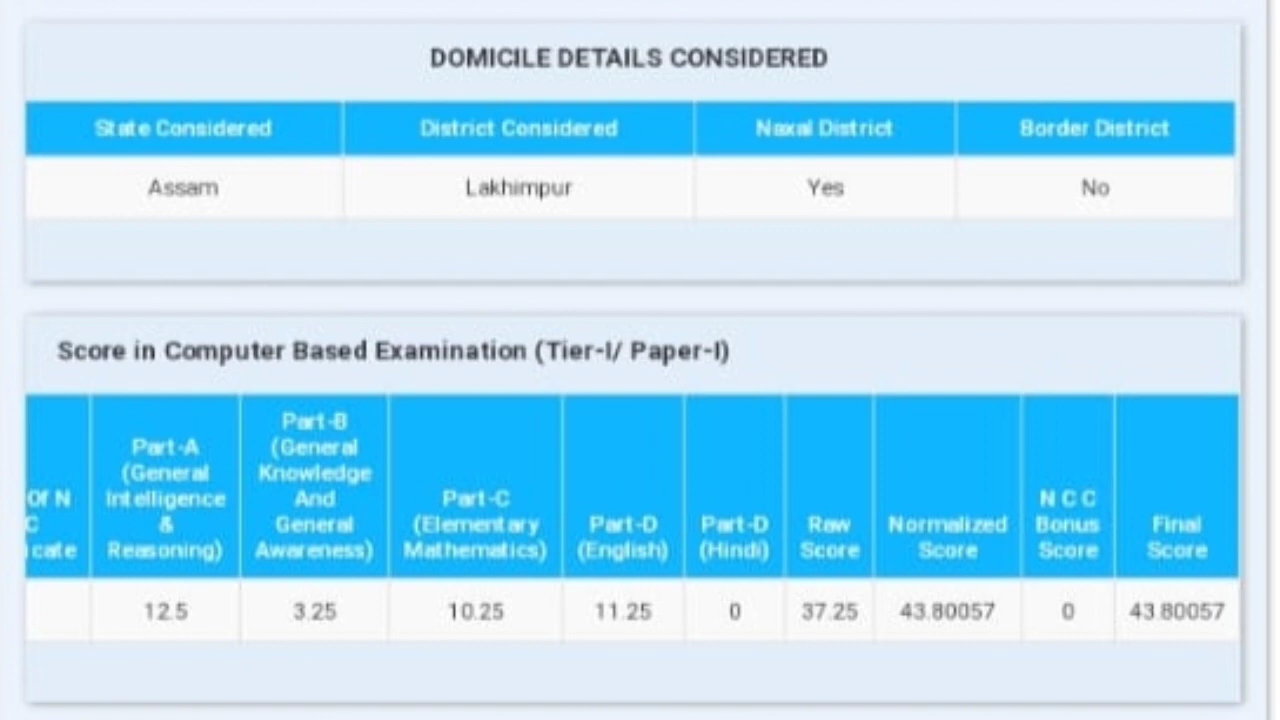 DOMICILE DETAILS CONSIDERED
State Considered District Considered Naxal District Border District
Assam Lakhimpur Yes No
Score in Computer Based Examination (Tier-I/ Paper-I)
Of N
C
icate
Part-A
(General
Intelligence
&
Reasoning)
Part-B
(General
Knowledge
And
General
Awareness)
Part-C
(Elementary
Mathematics)
Part-D
(English)
Part-D
(Hindi)
Raw
Score
Normalized
Score
N C C
Bonus
Score
Final
Score
12.5 3.25 10.25 11.25 0 37.25 43.80057 0 43.80057